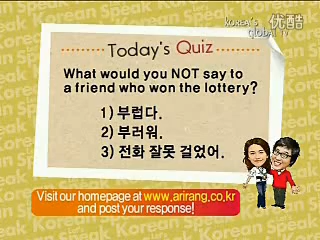 KOREA'S
gLOBAL TV
优酷
Today's Quiz
What would you NOT say to
a friend who won the lottery?
1) 부럽다.
2) 부러워.
3) 전화 잘못 걸었어.
Visit our homepage at www.arirang.co.kr
and post your response!
Korean
Speak